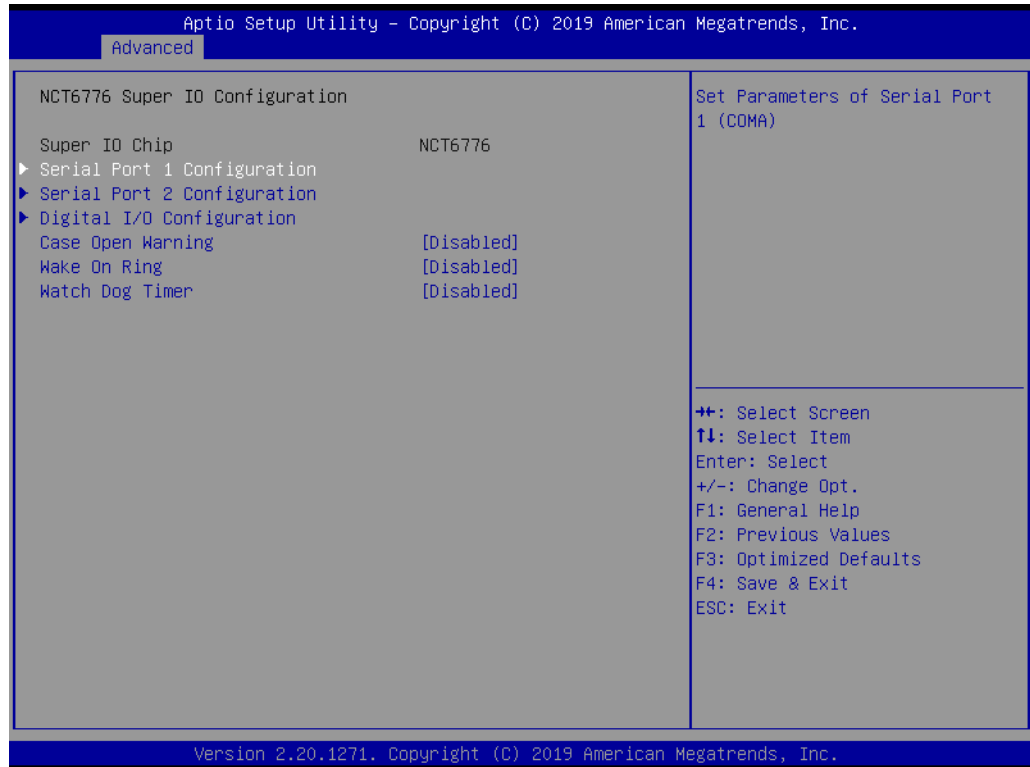 Aptio Setup Utility – Copyright (C) 2019 American Megatrends, Inc.
Advanced
NCT6776 Super IO Configuration
Super IO Chip NCT6776
▶ Serial Port 1 Configuration
▶ Serial Port 2 Configuration
▶ Digital I/O Configuration
Case Open Warning [Disabled]
Wake On Ring [Disabled]
Watch Dog Timer [Disabled]
Set Parameters of Serial Port
1 (COMA)
→←: Select Screen
↑↓: Select Item
Enter: Select
+/-: Change Opt.
F1: General Help
F2: Previous Values
F3: Optimized Defaults
F4: Save & Exit
ESC: Exit
Version 2.20.1271. Copyright (C) 2019 American Megatrends, Inc.